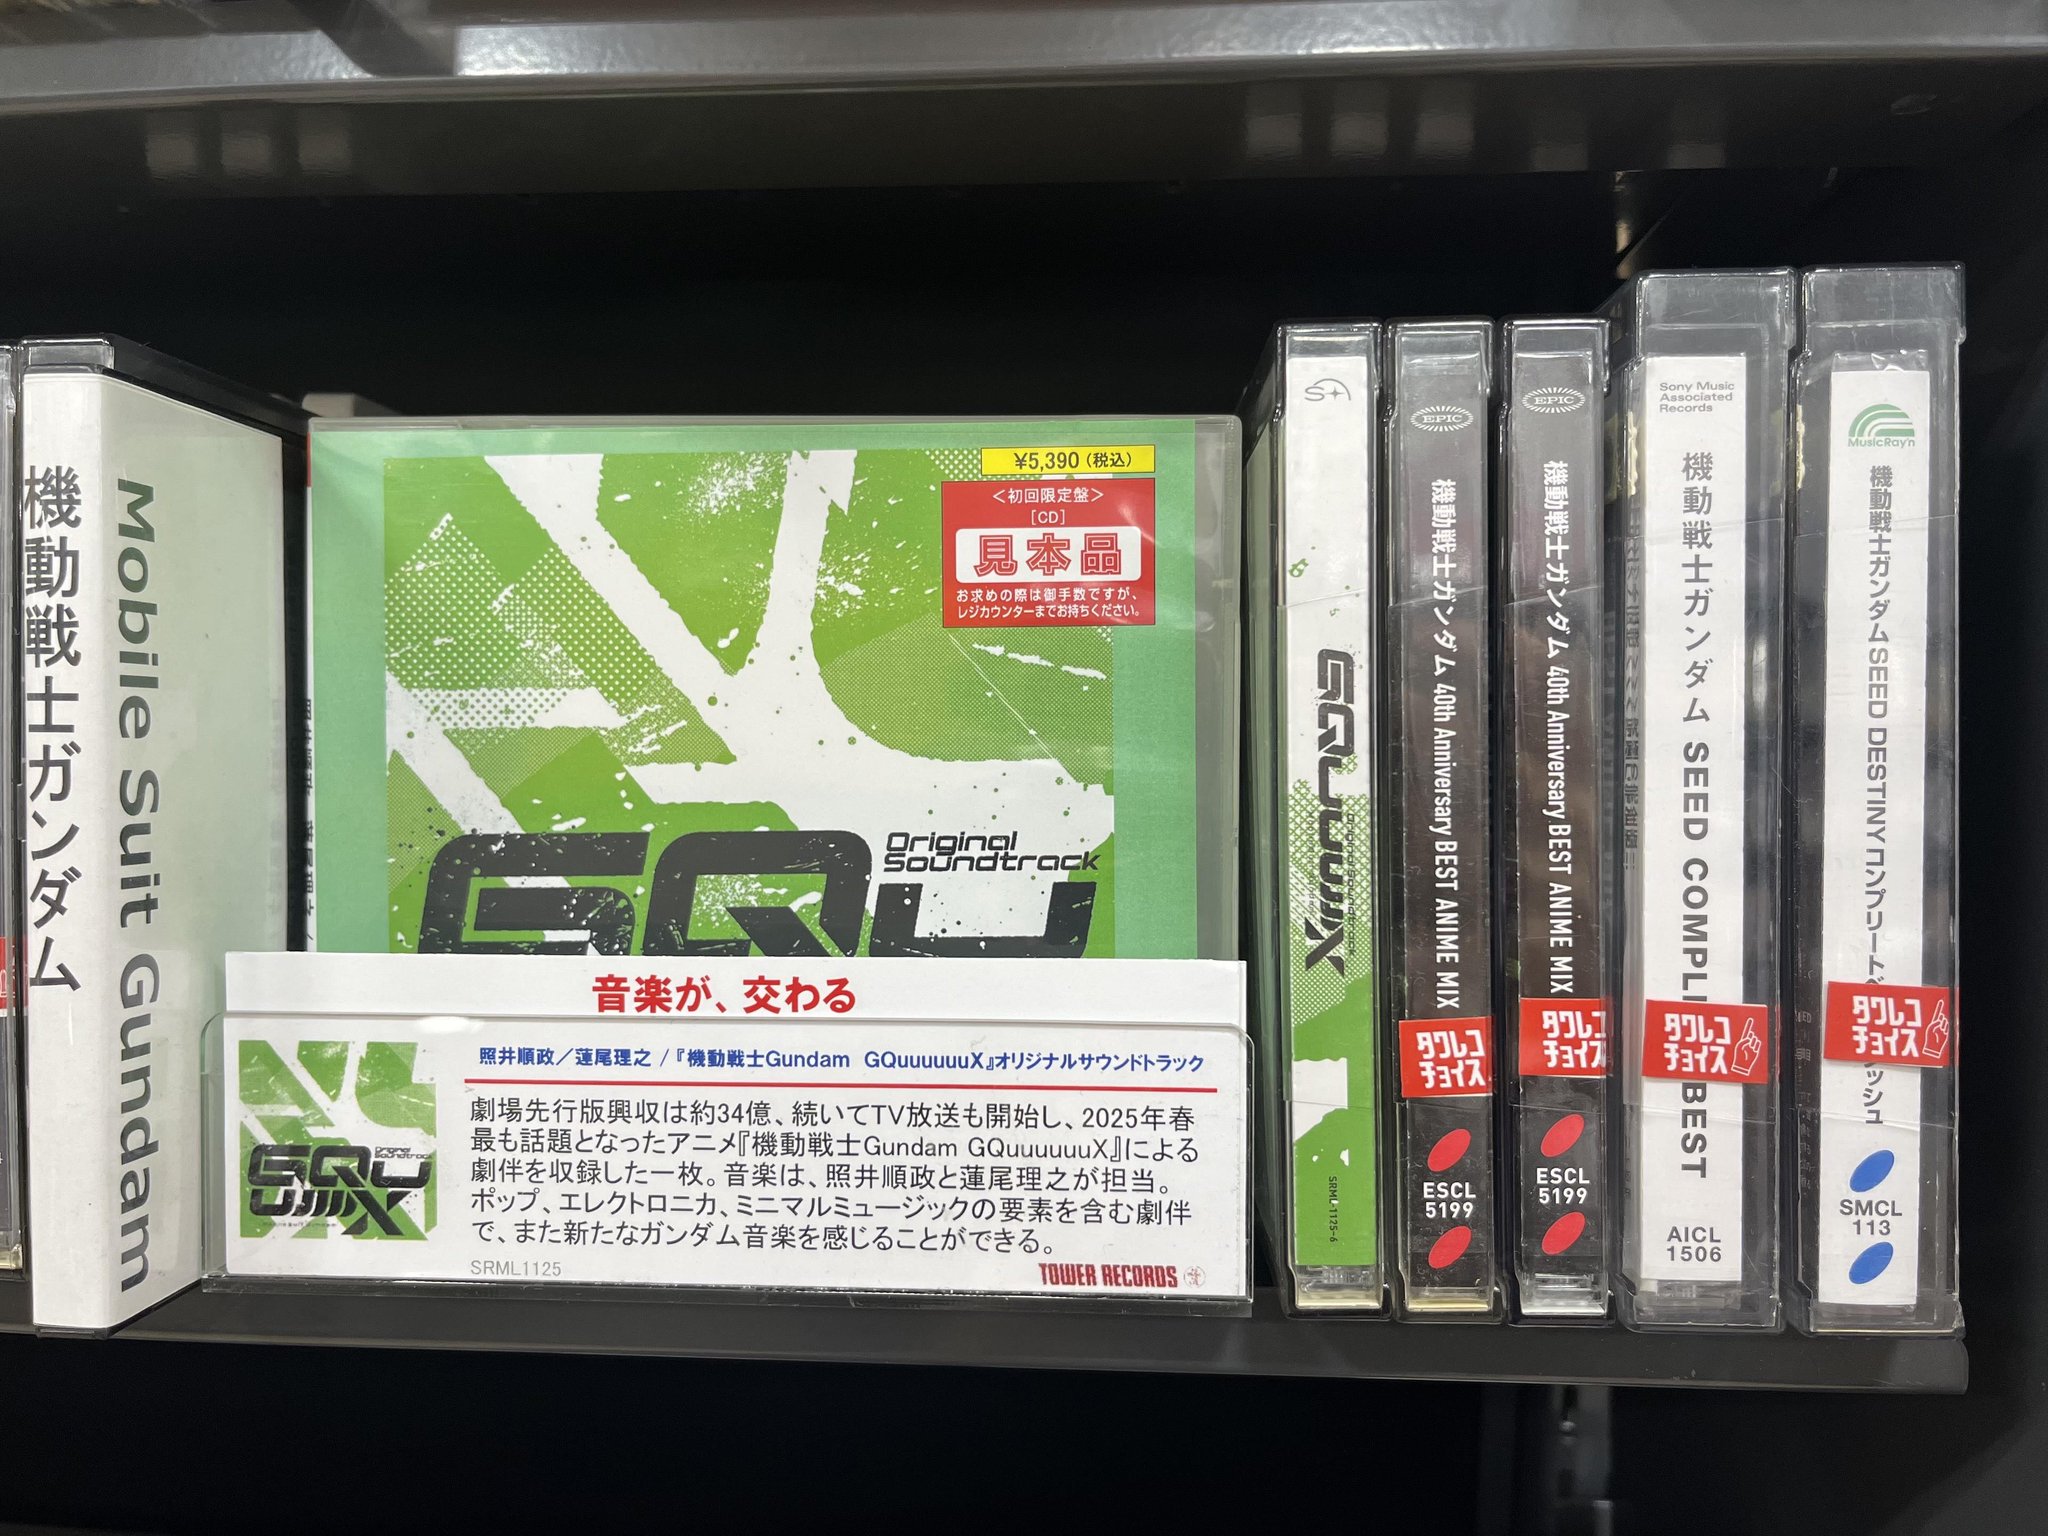 機動戦士ガンダム
Mobile Suit Gundam
¥5,390(税込)
<初回限定盤>
[CD]
見本品
お求めの際は御手数ですが、
レジカウンターまでお持ちください。
Original
Soundtrack
GQU
音楽が、交わる
照井順政/蓮尾理之/『機動戦士Gundam GQuuuuuuX』オリジナルサウンドトラック
劇場先行版興収は約34億、続いてTV放送も開始し、2025年春
最も話題となったアニメ『機動戦士Gundam GQuuuuuuX』による
劇伴を収録した一枚。音楽は、照井順政と蓮尾理之が担当。
ポップ、エレクトロニカ、ミニマルミュージックの要素を含む劇伴
で、また新たなガンダム音楽を感じることができる。
SRML1125
TOWER RECORDS
Original
Soundtrack
GQU
UUUUUX
GQUUUUUUX
Original Soundtrack
SRML-1125-6
EPIC
機動戦士ガンダム 40th Anniversary BEST ANIME MIX
タワレコ
チョイス
ESCL
5199
EPIC
機動戦士ガンダム 40th Anniversary BEST ANIME MIX
タワレコ
チョイス
ESCL
5199
Sony Music
Associated
Records
機動戦士ガンダム SEED COMPL BEST
タワレコ
チョイス
AICL
1506
MusicRay'n
機動戦士ガンダムSEED DESTINY コンプリート
タワレコ
チョイス
ッシュ
SMCL
113